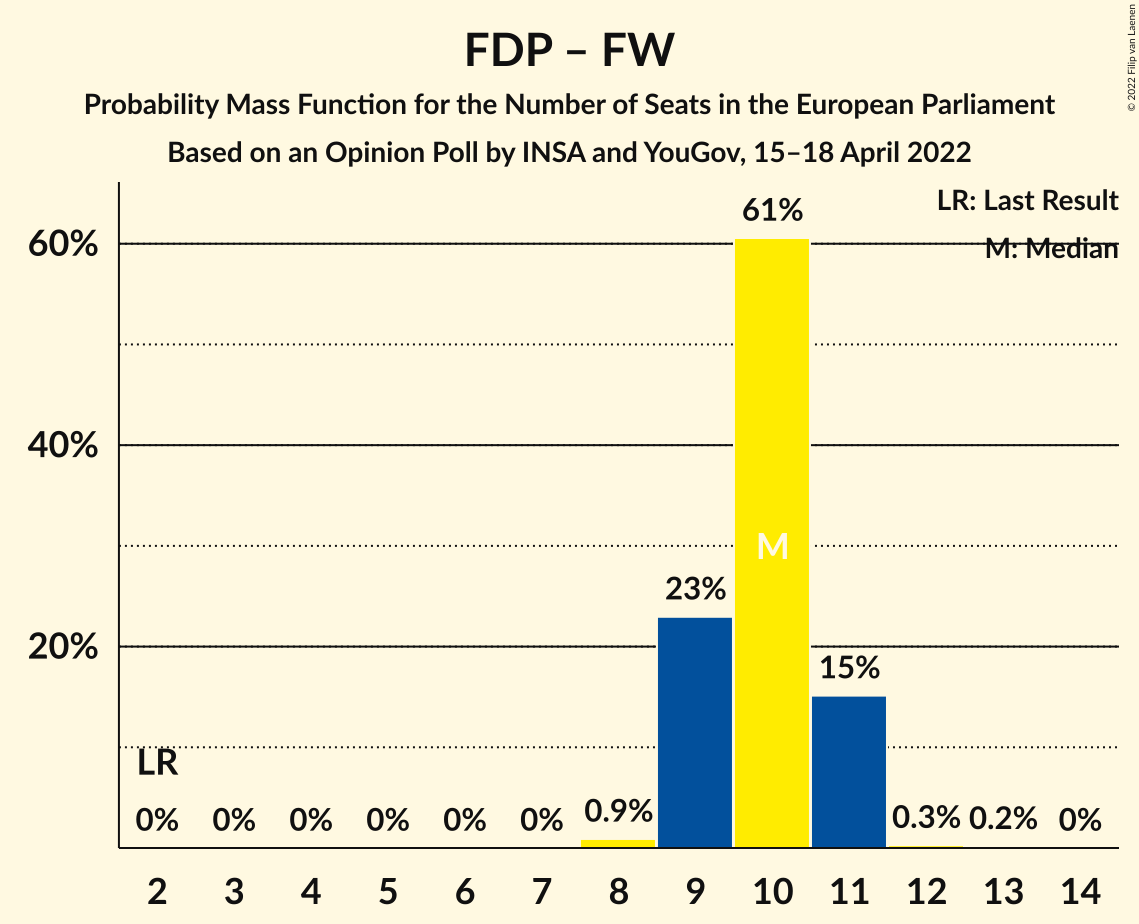 FDP – FW
Probability Mass Function for the Number of Seats in the European Parliament
Based on an Opinion Poll by INSA and YouGov, 15–18 April 2022
© 2022 Filip van Laenen
LR: Last Result
M: Median
60%
40%
20%
61%
M
23%
15%
LR
0% 0% 0% 0% 0% 0% 0.9% 0.3% 0.2% 0%
2 3 4 5 6 7 8 9 10 11 12 13 14